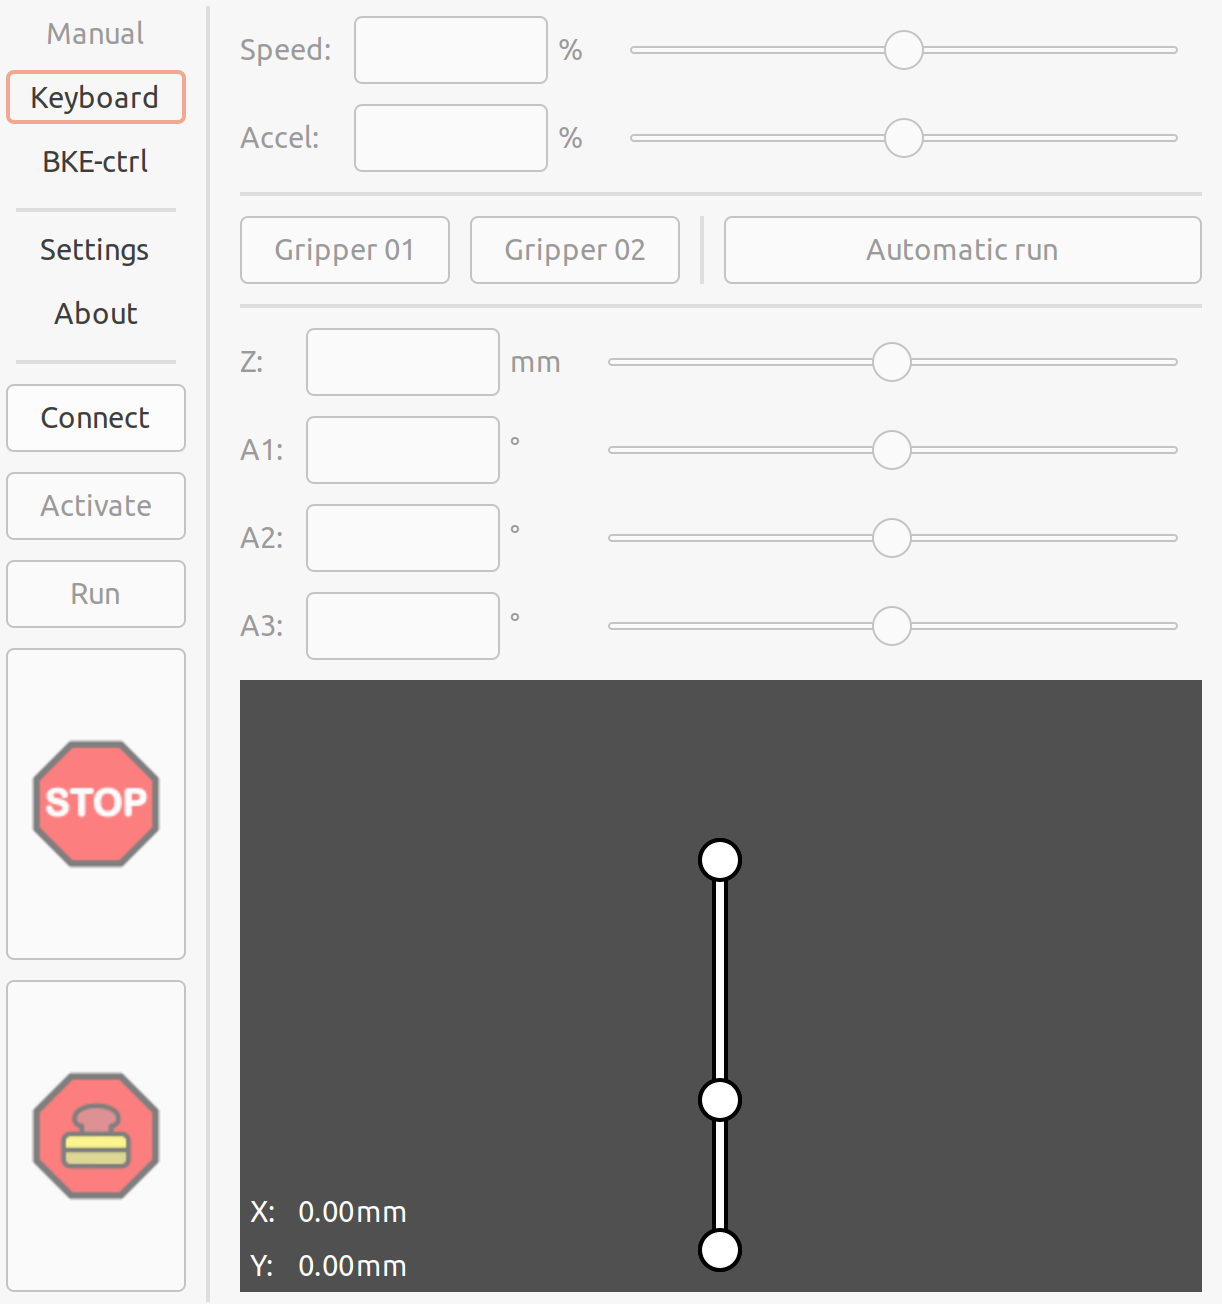 Manual
Keyboard
BKE-ctrl
Settings
About
Connect
Activate
Run
STOP
Speed: %
Accel: %
Gripper 01 Gripper 02 Automatic run
Z: mm
A1: °
A2: °
A3: °
X: 0.00mm
Y: 0.00mm